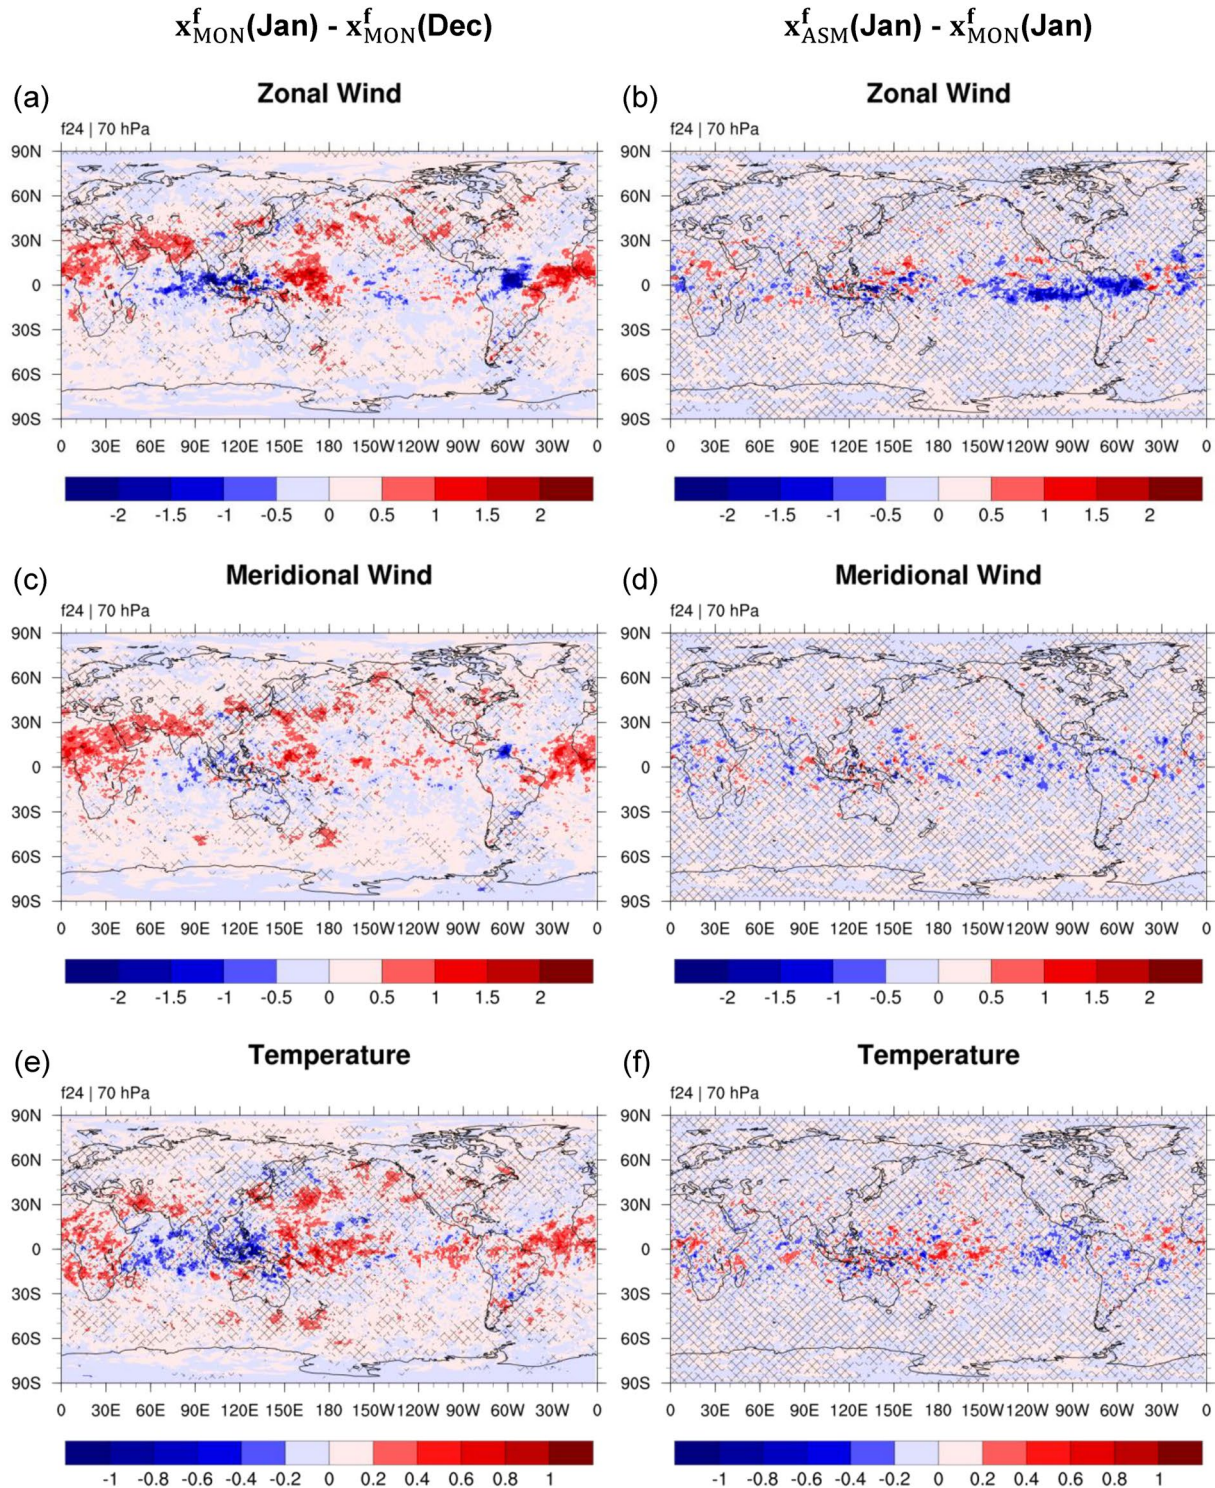 x^f_MON(Jan) - x^f_MON(Dec)
x^f_ASM(Jan) - x^f_MON(Jan)
(a)
Zonal Wind
f24 | 70 hPa
90N
60N
30N
0
30S
60S
90S
0 30E 60E 90E 120E 150E 180 150W 120W 90W 60W 30W 0
-2 -1.5 -1 -0.5 0 0.5 1 1.5 2
(b)
Zonal Wind
f24 | 70 hPa
90N
60N
30N
0
30S
60S
90S
0 30E 60E 90E 120E 150E 180 150W 120W 90W 60W 30W 0
-2 -1.5 -1 -0.5 0 0.5 1 1.5 2
(c)
Meridional Wind
f24 | 70 hPa
90N
60N
30N
0
30S
60S
90S
0 30E 60E 90E 120E 150E 180 150W 120W 90W 60W 30W 0
-2 -1.5 -1 -0.5 0 0.5 1 1.5 2
(d)
Meridional Wind
f24 | 70 hPa
90N
60N
30N
0
30S
60S
90S
0 30E 60E 90E 120E 150E 180 150W 120W 90W 60W 30W 0
-2 -1.5 -1 -0.5 0 0.5 1 1.5 2
(e)
Temperature
f24 | 70 hPa
90N
60N
30N
0
30S
60S
90S
0 30E 60E 90E 120E 150E 180 150W 120W 90W 60W 30W 0
-1 -0.8 -0.6 -0.4 -0.2 0 0.2 0.4 0.6 0.8 1
(f)
Temperature
f24 | 70 hPa
90N
60N
30N
0
30S
60S
90S
0 30E 60E 90E 120E 150E 180 150W 120W 90W 60W 30W 0
-1 -0.8 -0.6 -0.4 -0.2 0 0.2 0.4 0.6 0.8 1